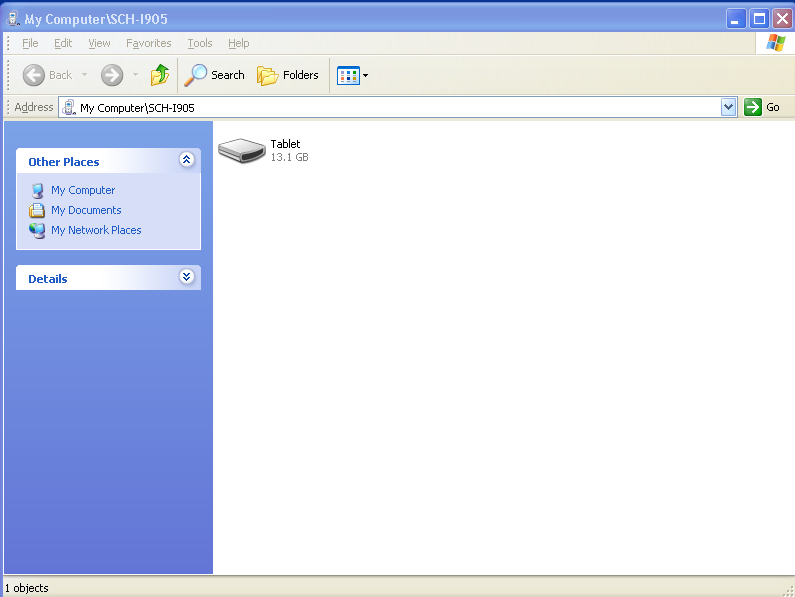 My Computer\SCH-I905
File Edit View Favorites Tools Help
Back Search Folders
Address My Computer\SCH-I905 Go
Other Places
My Computer
My Documents
My Network Places
Details
Tablet
13.1 GB
1 objects